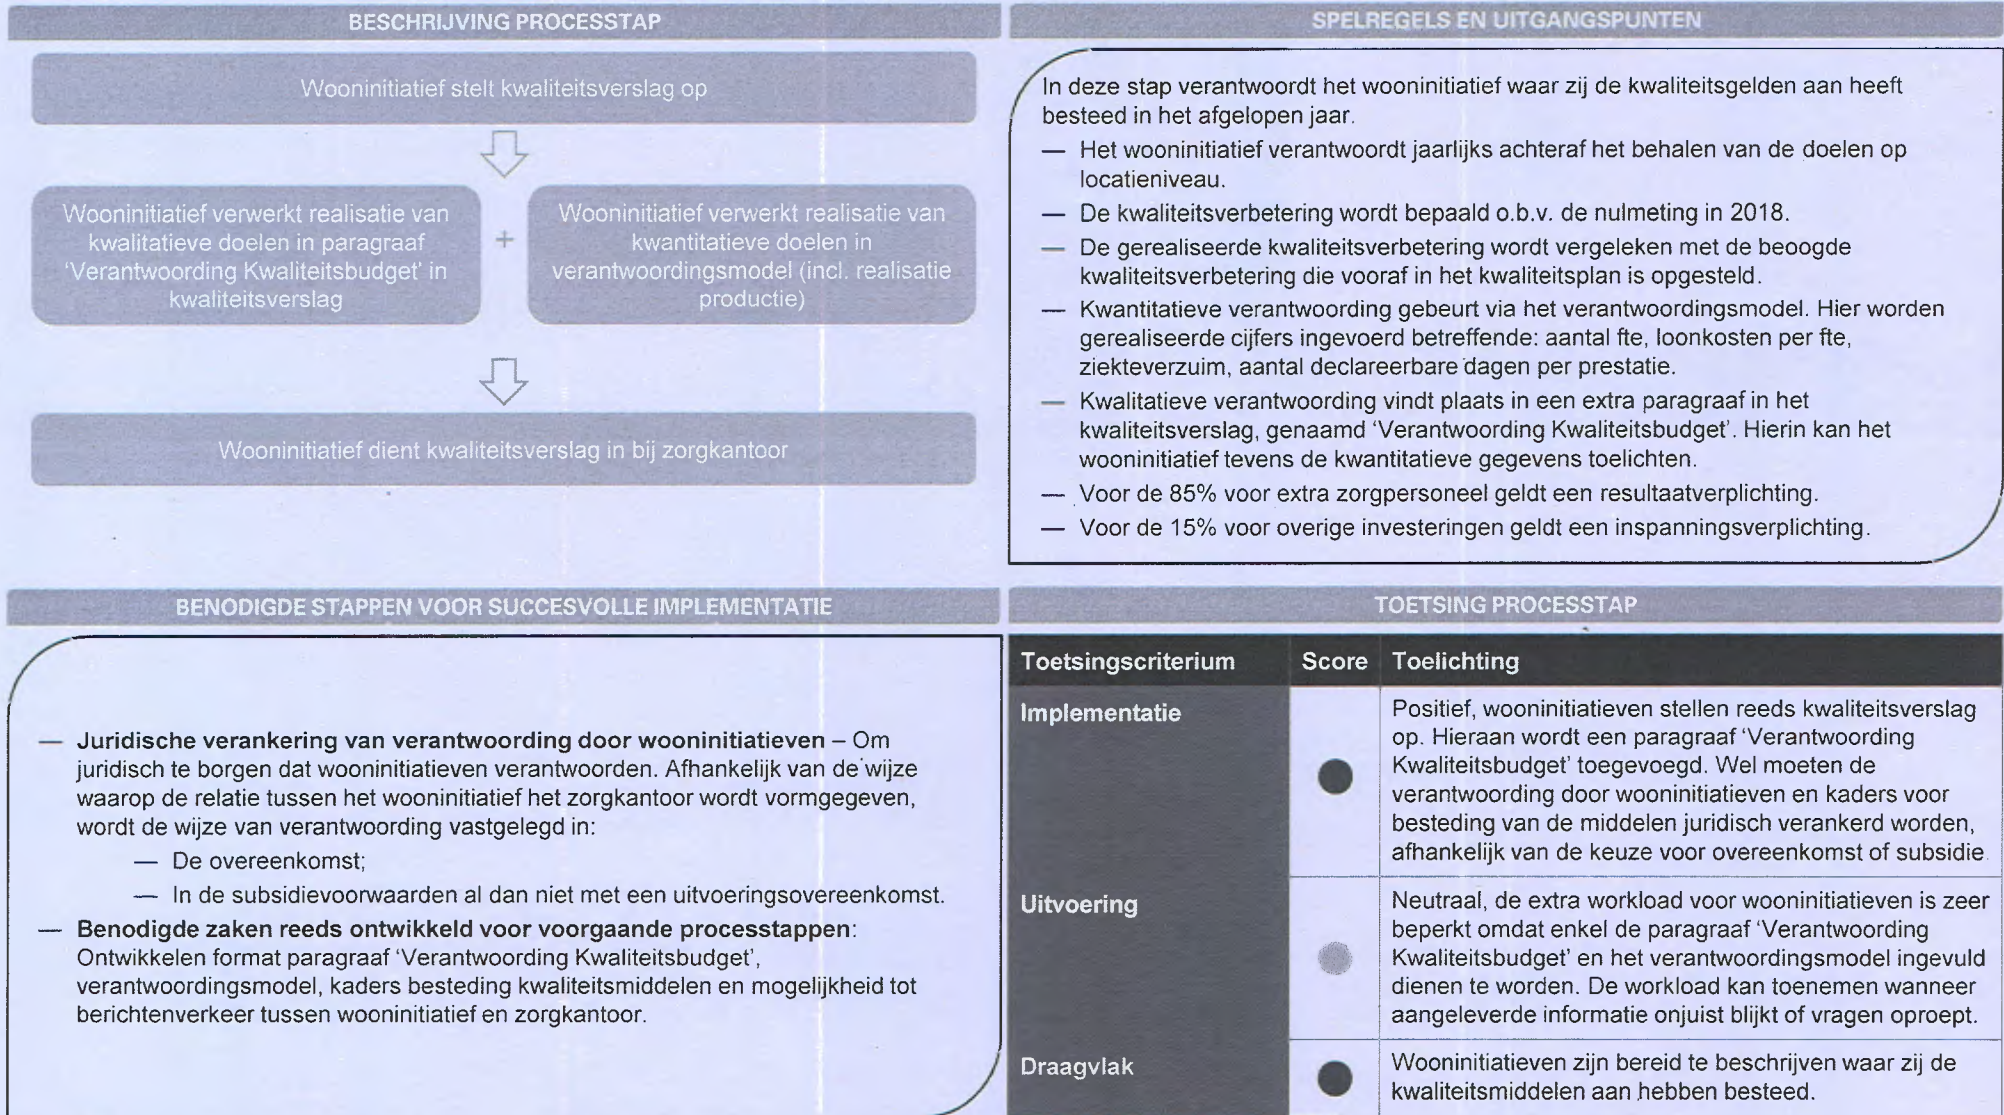 BESCHRIJVING PROCESSTAP
Wooninitiatief stelt kwaliteitsverslag op
Wooninitiatief verwerkt realisatie van
kwalitatieve doelen in paragraaf
'Verantwoording Kwaliteitsbudget' in
kwaliteitsverslag
+
Wooninitiatief verwerkt realisatie van
kwantitatieve doelen in
verantwoordingsmodel (incl. realisatie
productie)
Wooninitiatief dient kwaliteitsverslag in bij zorgkantoor
SPELREGELS EN UITGANGSPUNTEN
In deze stap verantwoordt het wooninitiatief waar zij de kwaliteitsgelden aan heeft
besteed in het afgelopen jaar.
— Het wooninitiatief verantwoordt jaarlijks achteraf het behalen van de doelen op
locatieniveau.
— De kwaliteitsverbetering wordt bepaald o.b.v. de nulmeting in 2018.
— De gerealiseerde kwaliteitsverbetering wordt vergeleken met de beoogde
kwaliteitsverbetering die vooraf in het kwaliteitsplan is opgesteld.
— Kwantitatieve verantwoording gebeurt via het verantwoordingsmodel. Hier worden
gerealiseerde cijfers ingevoerd betreffende: aantal fte, loonkosten per fte,
ziekteverzuim, aantal declareerbare dagen per prestatie.
— Kwalitatieve verantwoording vindt plaats in een extra paragraaf in het
kwaliteitsverslag, genaamd 'Verantwoording Kwaliteitsbudget'. Hierin kan het
wooninitiatief tevens de kwantitatieve gegevens toelichten.
— Voor de 85% voor extra zorgpersoneel geldt een resultaatverplichting.
— Voor de 15% voor overige investeringen geldt een inspanningsverplichting.
BENODIGDE STAPPEN VOOR SUCCESVOLLE IMPLEMENTATIE
— Juridische verankering van verantwoording door wooninitiatieven – Om
juridisch te borgen dat wooninitiatieven verantwoorden. Afhankelijk van de wijze
waarop de relatie tussen het wooninitiatief het zorgkantoor wordt vormgegeven,
wordt de wijze van verantwoording vastgelegd in:
— De overeenkomst;
— In de subsidievoorwaarden al dan niet met een uitvoeringsovereenkomst.
— Benodigde zaken reeds ontwikkeld voor voorgaande processtappen:
Ontwikkelen format paragraaf 'Verantwoording Kwaliteitsbudget',
verantwoordingsmodel, kaders besteding kwaliteitsmiddelen en mogelijkheid tot
berichtenverkeer tussen wooninitiatief en zorgkantoor.
TOETSING PROCESSTAP
Toetsingscriterium Score Toelichting
Implementatie
Positief, wooninitiatieven stellen reeds kwaliteitsverslag
op. Hieraan wordt een paragraaf 'Verantwoording
Kwaliteitsbudget' toegevoegd. Wel moeten de
verantwoording door wooninitiatieven en kaders voor
besteding van de middelen juridisch verankerd worden,
afhankelijk van de keuze voor overeenkomst of subsidie.
Uitvoering
Neutraal, de extra workload voor wooninitiatieven is zeer
beperkt omdat enkel de paragraaf 'Verantwoording
Kwaliteitsbudget' en het verantwoordingsmodel ingevuld
dienen te worden. De workload kan toenemen wanneer
aangeleverde informatie onjuist blijkt of vragen oproept.
Draagvlak
Wooninitiatieven zijn bereid te beschrijven waar zij de
kwaliteitsmiddelen aan hebben besteed.